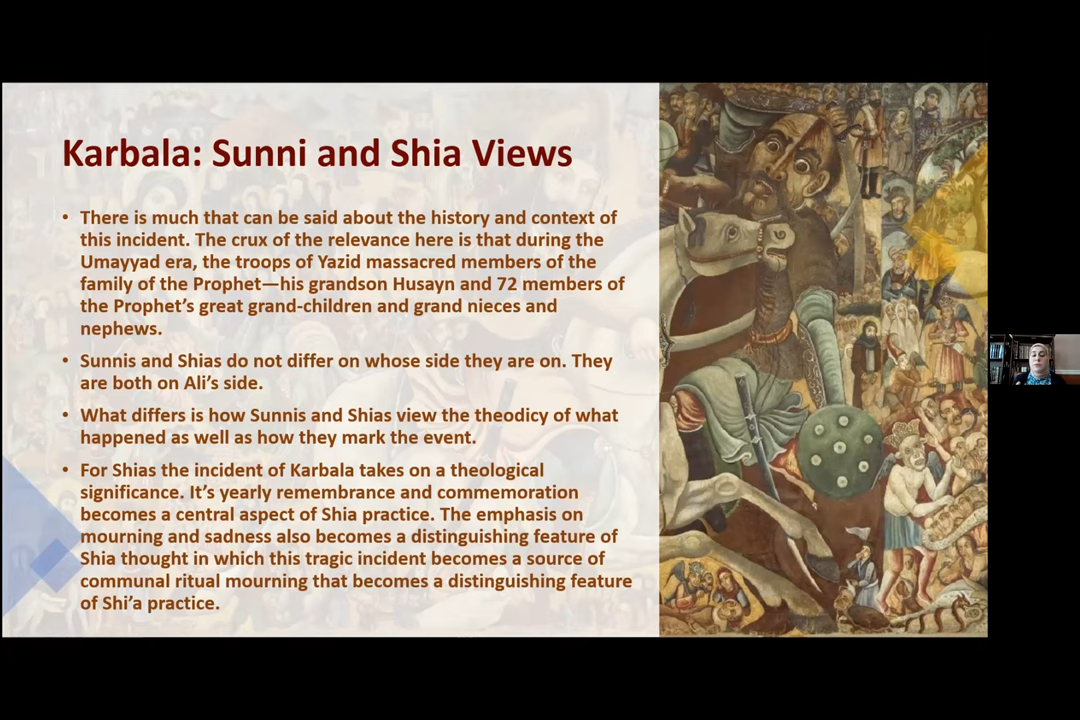 Karbala: Sunni and Shia Views
• There is much that can be said about the history and context of
this incident. The crux of the relevance here is that during the
Umayyad era, the troops of Yazid massacred members of the
family of the Prophet—his grandson Husayn and 72 members of
the Prophet's great grand-children and grand nieces and
nephews.
• Sunnis and Shias do not differ on whose side they are on. They
are both on Ali's side.
• What differs is how Sunnis and Shias view the theodicy of what
happened as well as how they mark the event.
• For Shias the incident of Karbala takes on a theological
significance. It's yearly remembrance and commemoration
becomes a central aspect of Shia practice. The emphasis on
mourning and sadness also becomes a distinguishing feature of
Shia thought in which this tragic incident becomes a source of
communal ritual mourning that becomes a distinguishing feature
of Shi'a practice.